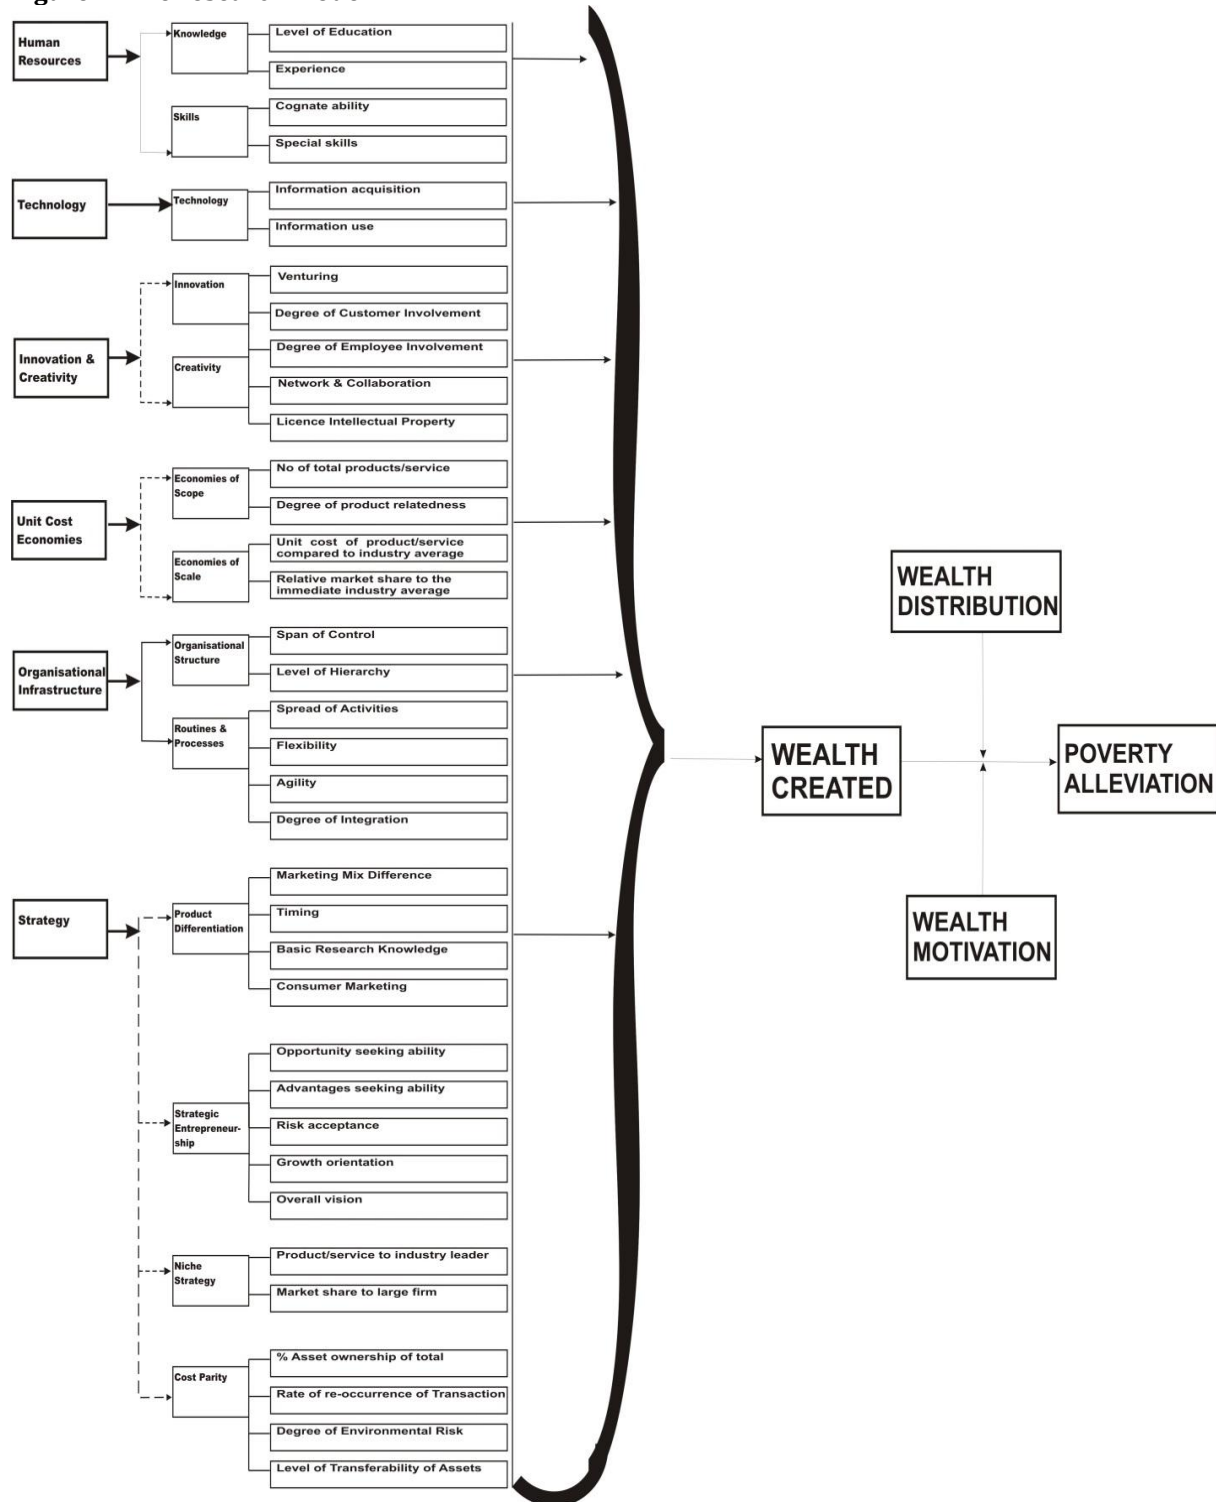 Human
Resources
Knowledge
Level of Education
Experience
Skills
Cognate ability
Special skills
Technology
Technology
Information acquisition
Information use
Innovation &
Creativity
Innovation
Venturing
Degree of Customer Involvement
Degree of Employee Involvement
Creativity
Network & Collaboration
Licence Intellectual Property
Unit Cost
Economies
Economies of
Scope
No of total products/service
Degree of product relatedness
Economies of
Scale
Unit cost of product/service
compared to industry average
Relative market share to the
immediate industry average
Organisational
Infrastructure
Organisational
Structure
Span of Control
Level of Hierarchy
Routines &
Processes
Spread of Activities
Flexibility
Agility
Degree of Integration
Strategy
Product
Differentiation
Marketing Mix Difference
Timing
Basic Research Knowledge
Consumer Marketing
Strategic
Entrepreneur-
ship
Opportunity seeking ability
Advantages seeking ability
Risk acceptance
Growth orientation
Overall vision
Niche
Strategy
Product/service to industry leader
Market share to large firm
Cost Parity
% Asset ownership of total
Rate of re-occurrence of Transaction
Degree of Environmental Risk
Level of Transferability of Assets
WEALTH
CREATED
WEALTH
DISTRIBUTION
WEALTH
MOTIVATION
POVERTY
ALLEVIATION